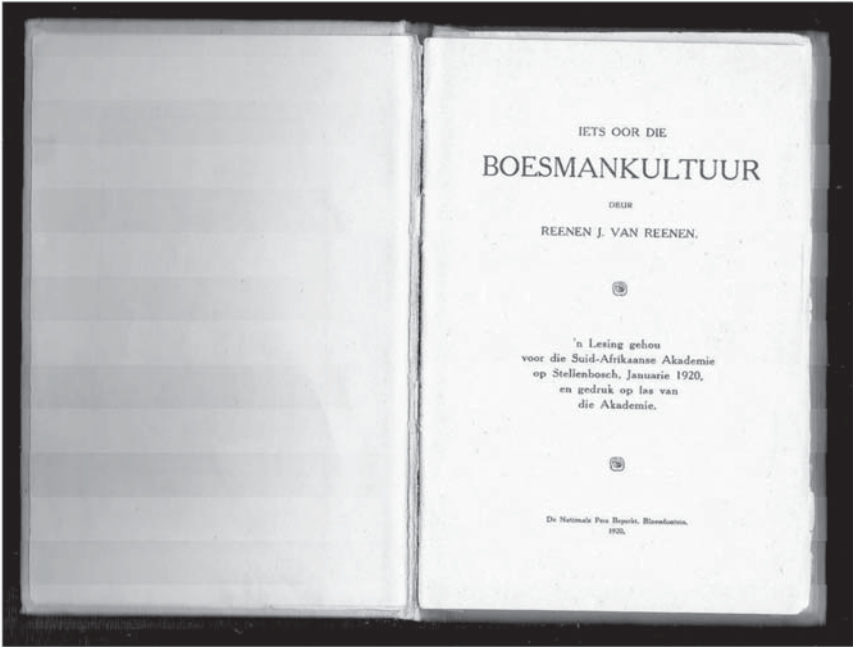 IETS OOR DIE
BOESMANKULTUUR
DEUR
REENEN J. VAN REENEN.
'n Lesing gehou
voor die Suid-Afrikaanse Akademie
op Stellenbosch, Januarie 1920,
en gedruk op las van
die Akademie.
De Nationale Pers Beperkt, Bloemfontein.
1920.